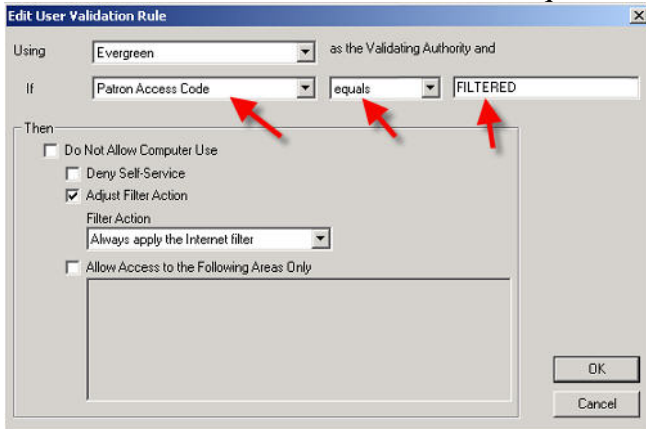 Edit User Validation Rule
Using Evergreen as the Validating Authority and
If Patron Access Code equals FILTERED
Then
Do Not Allow Computer Use
Deny Self-Service
Adjust Filter Action
Filter Action
Always apply the Internet filter
Allow Access to the Following Areas Only
OK
Cancel